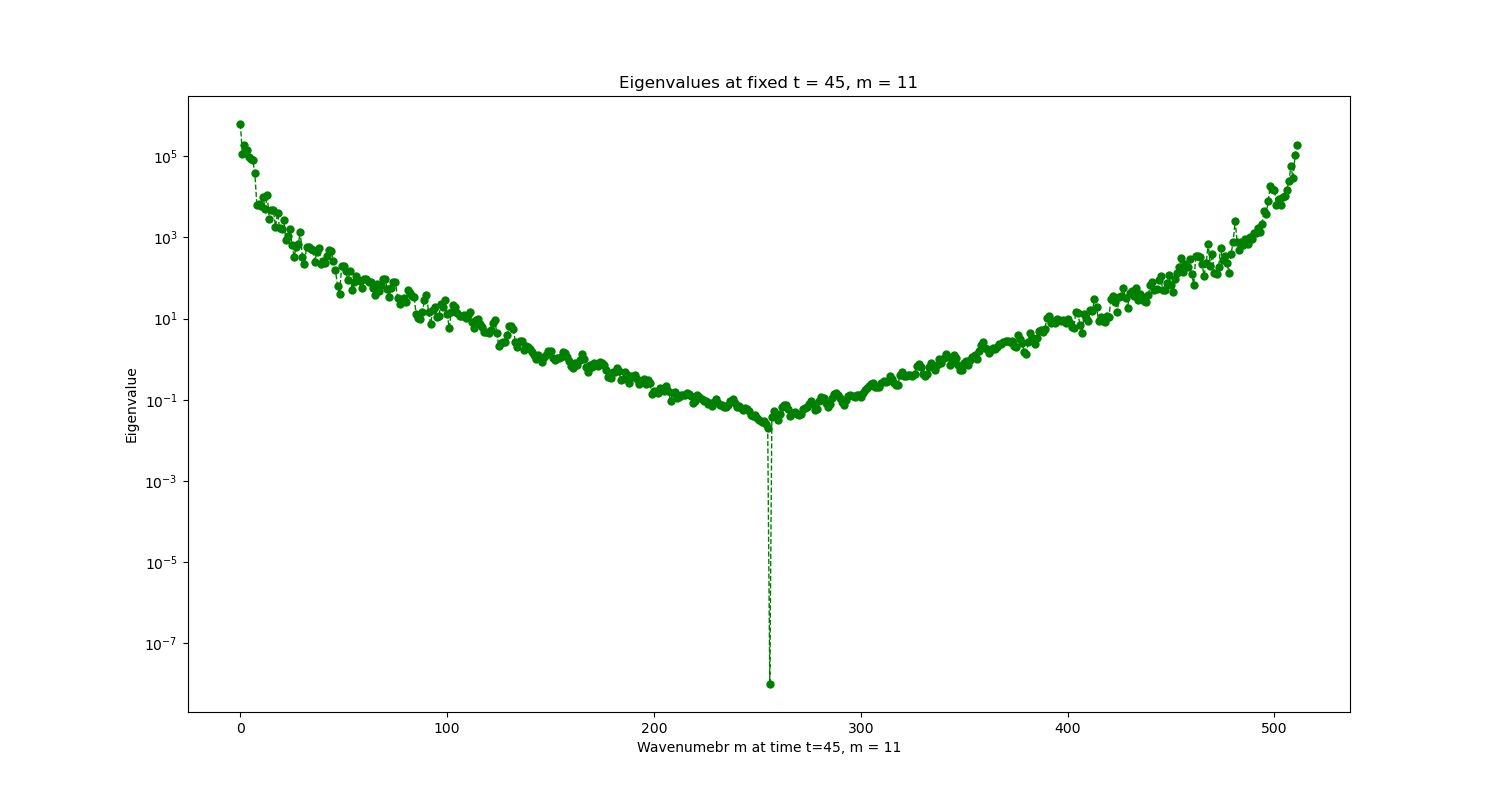 Eigenvalues at fixed t = 45, m = 11
10^5
10^3
10^1
10^-1
10^-3
10^-5
10^-7
Eigenvalue
0 100 200 300 400 500
Wavenumebr m at time t=45, m = 11